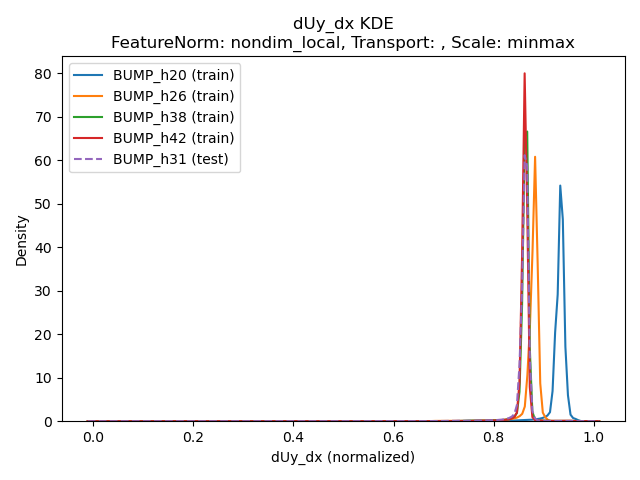 dUy_dx KDE
FeatureNorm: nondim_local, Transport: , Scale: minmax
BUMP_h20 (train)
BUMP_h26 (train)
BUMP_h38 (train)
BUMP_h42 (train)
BUMP_h31 (test)
80
70
60
50
40
30
20
10
0
Density
0.0
0.2
0.4
0.6
0.8
1.0
dUy_dx (normalized)